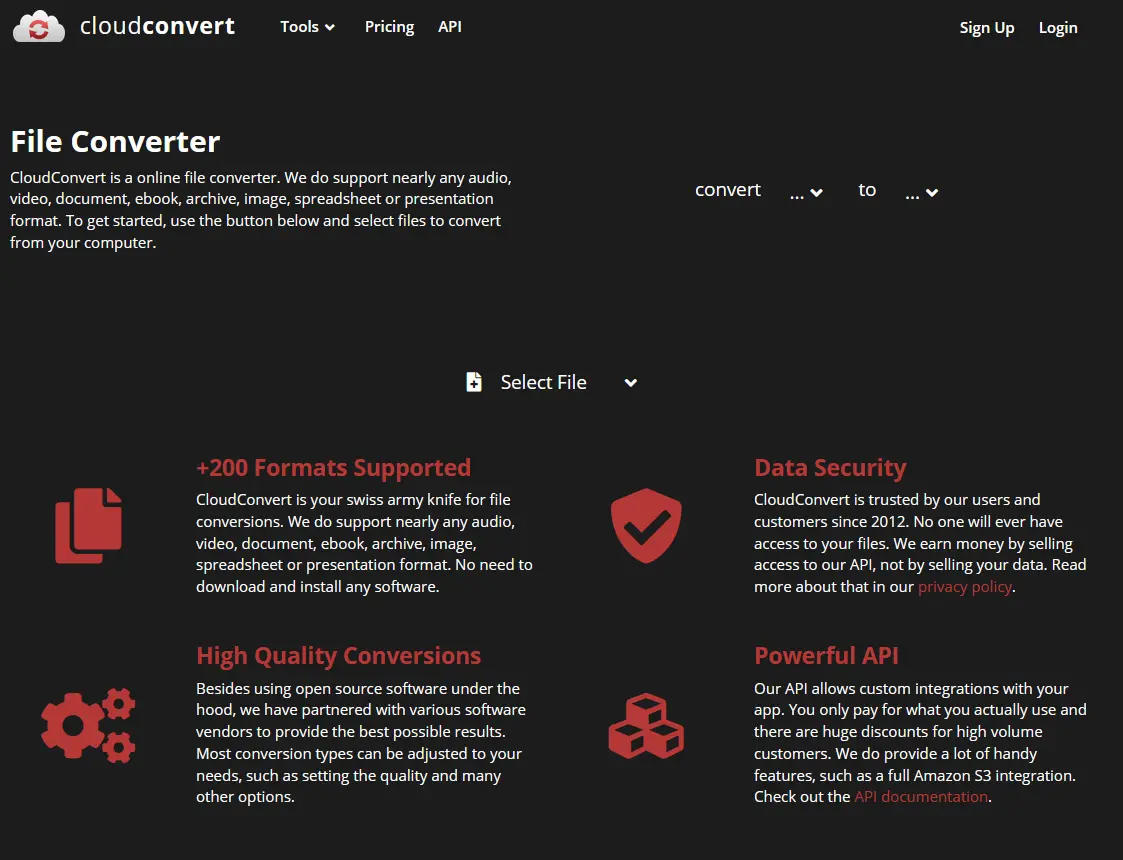 cloudconvert
Tools
Pricing
API
Sign Up
Login
File Converter
CloudConvert is a online file converter. We do support nearly any audio,
video, document, ebook, archive, image, spreadsheet or presentation
format. To get started, use the button below and select files to convert
from your computer.
convert ... to ...
Select File
+200 Formats Supported
CloudConvert is your swiss army knife for file
conversions. We do support nearly any audio,
video, document, ebook, archive, image,
spreadsheet or presentation format. No need to
download and install any software.
Data Security
CloudConvert is trusted by our users and
customers since 2012. No one will ever have
access to your files. We earn money by selling
access to our API, not by selling your data. Read
more about that in our privacy policy.
High Quality Conversions
Besides using open source software under the
hood, we have partnered with various software
vendors to provide the best possible results.
Most conversion types can be adjusted to your
needs, such as setting the quality and many
other options.
Powerful API
Our API allows custom integrations with your
app. You only pay for what you actually use and
there are huge discounts for high volume
customers. We do provide a lot of handy
features, such as a full Amazon S3 integration.
Check out the API documentation.